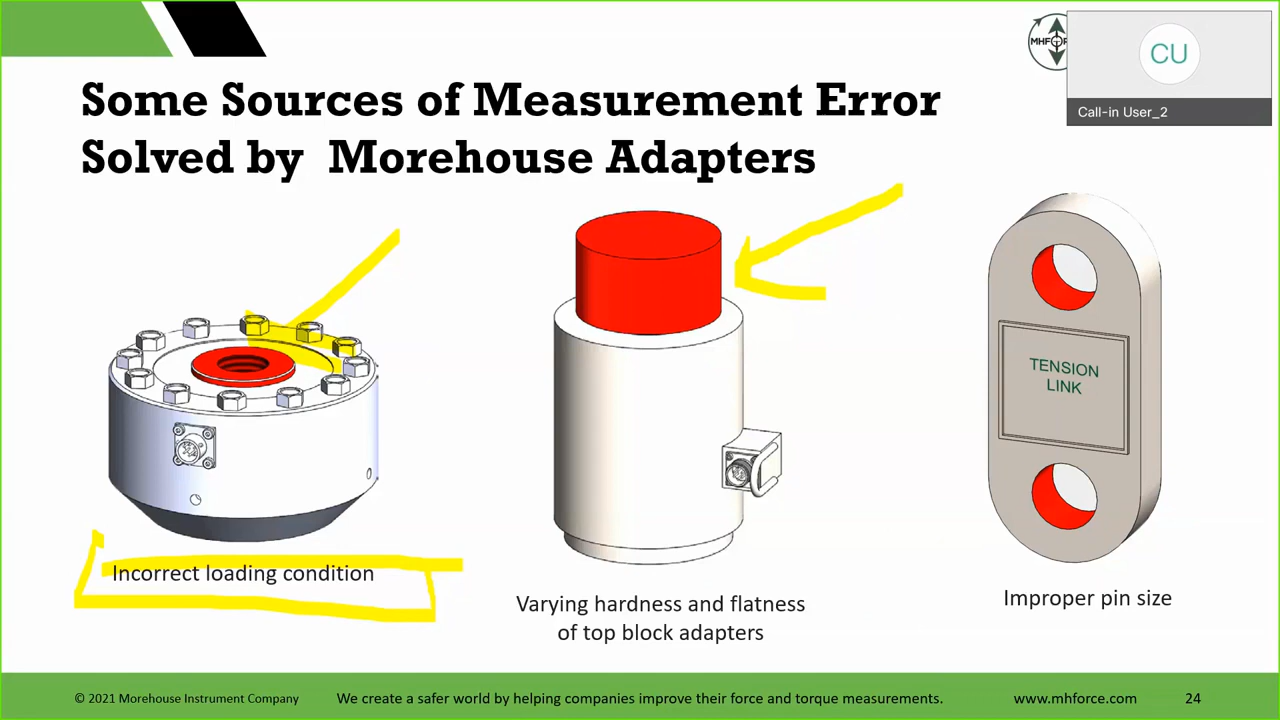 MHFORCE
CU
Call-in User_2
Some Sources of Measurement Error
Solved by Morehouse Adapters
TENSION
LINK
Incorrect loading condition
Varying hardness and flatness
of top block adapters
Improper pin size
© 2021 Morehouse Instrument Company
We create a safer world by helping companies improve their force and torque measurements.
www.mhforce.com
24